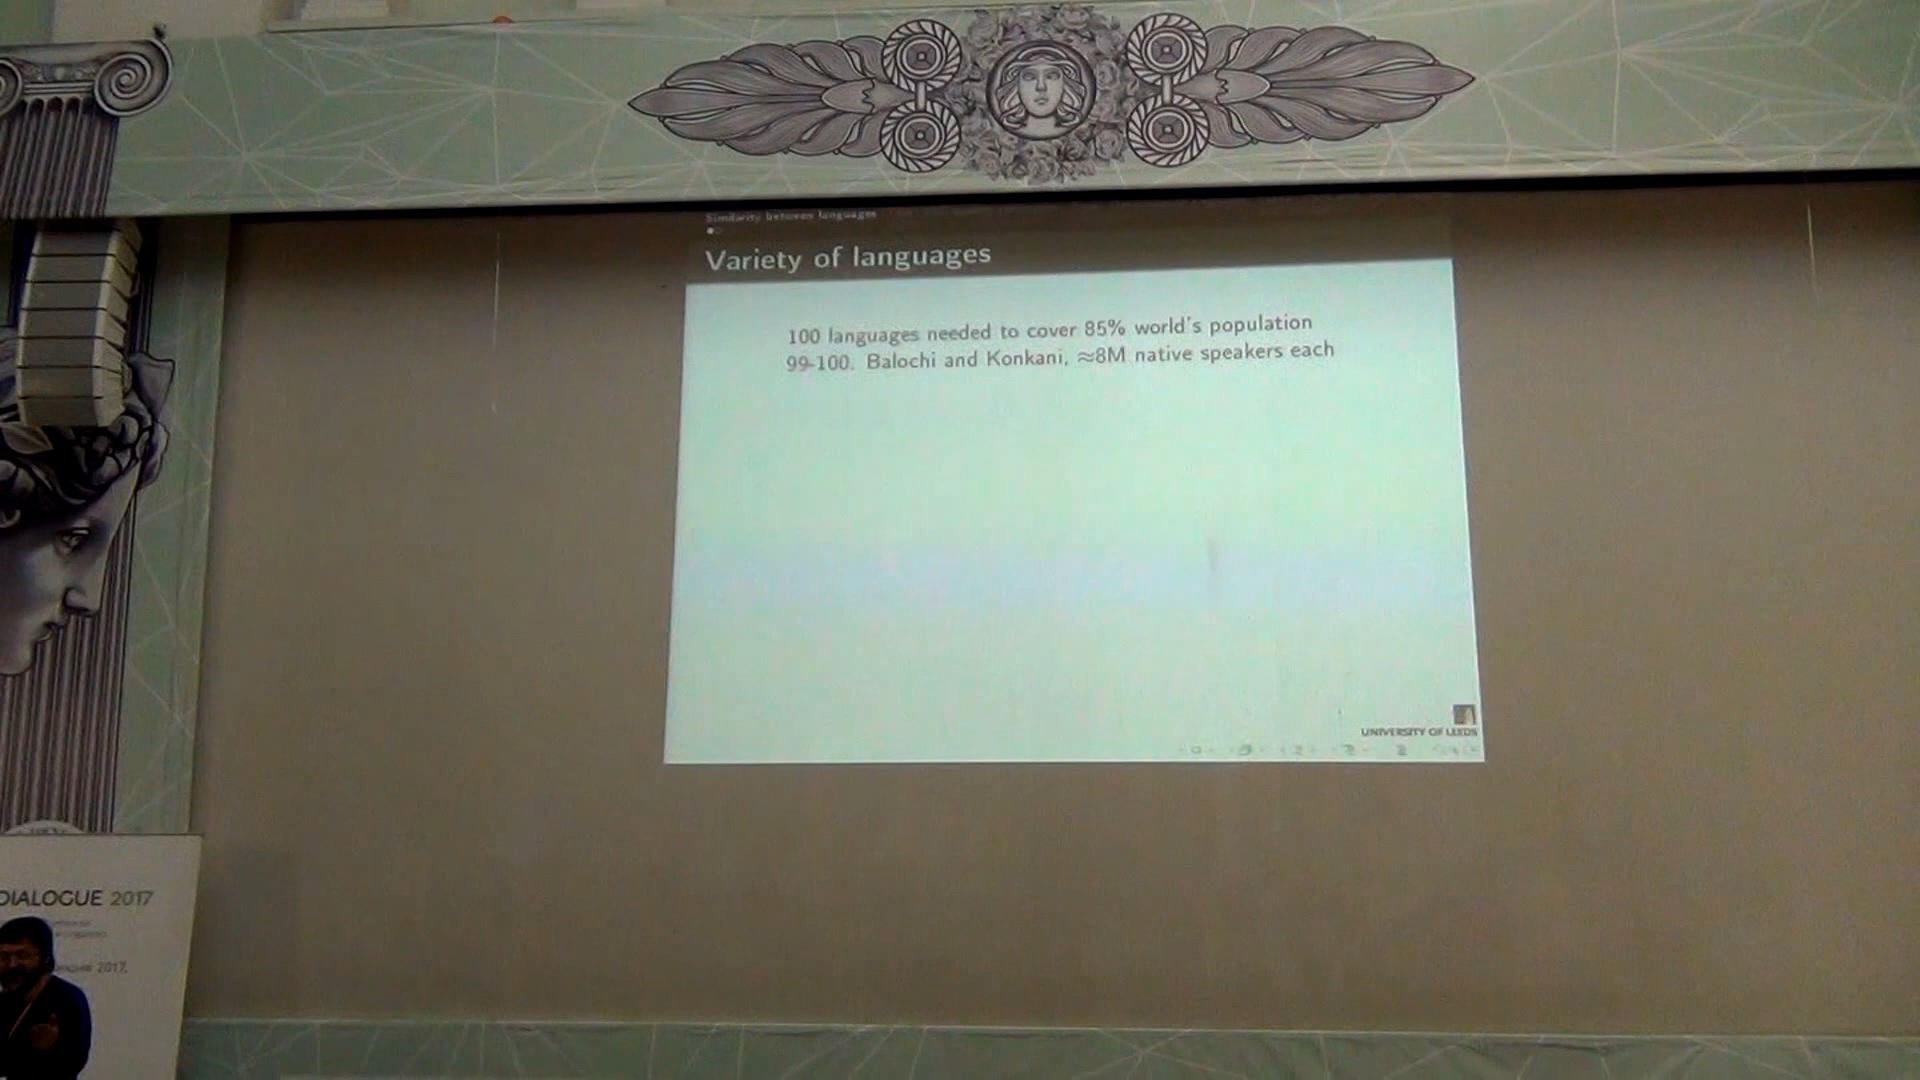 Similarity between languages
Variety of languages
100 languages needed to cover 85% world's population
99-100. Balochi and Konkani, ≈8M native speakers each
UNIVERSITY OF LEEDS
DIALOGUE 2017
2017